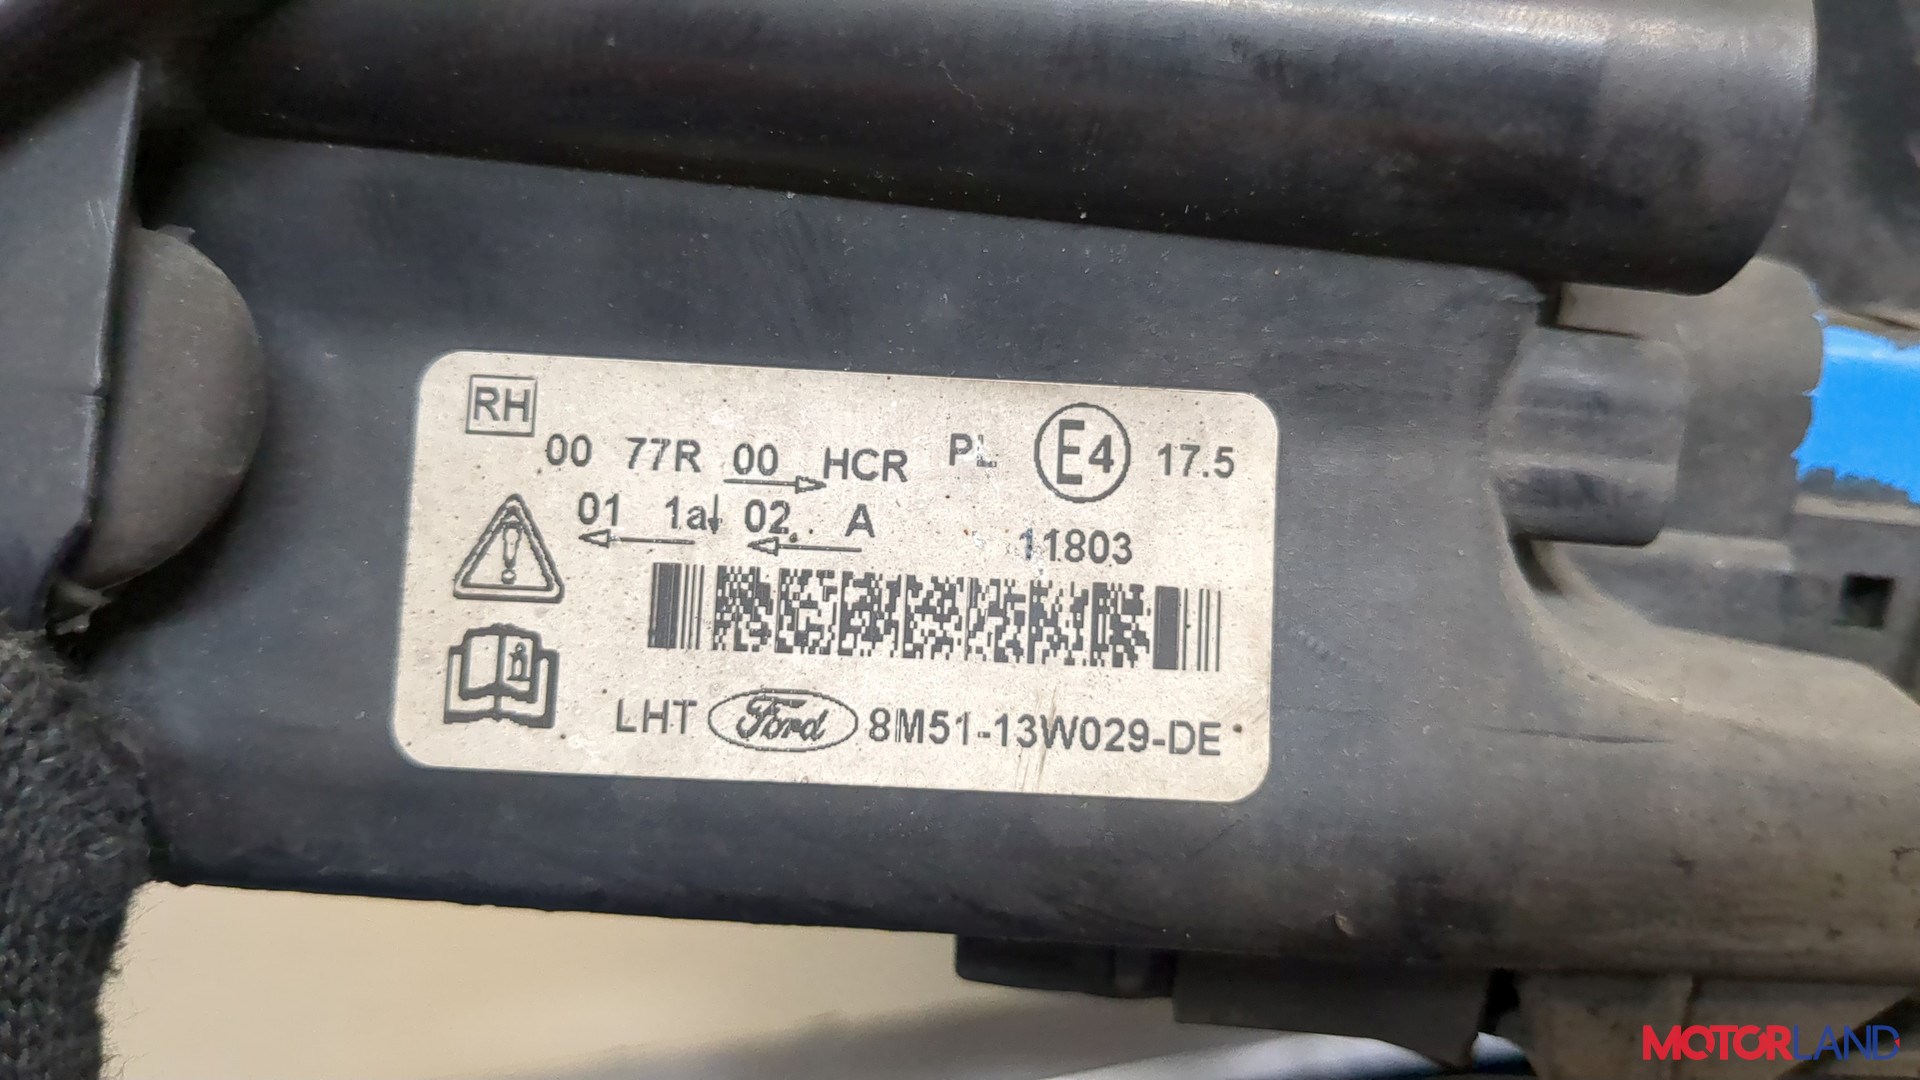 RH
00 77R 00 HCR PL E4 17.5
01 1a 02 A 11803
LHT Ford 8M51-13W029-DE
MOTORLAND